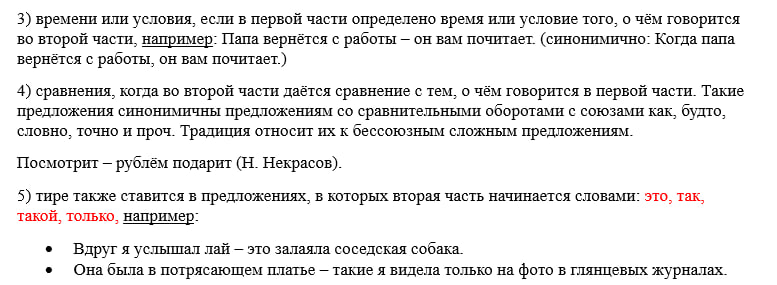 3) времени или условия, если в первой части определено время или условие того, о чём говорится
во второй части, например: Папа вернётся с работы – он вам почитает. (синонимично: Когда папа
вернётся с работы, он вам почитает.)
4) сравнения, когда во второй части даётся сравнение с тем, о чём говорится в первой части. Такие
предложения синонимичны предложениям со сравнительными оборотами с союзами как, будто,
словно, точно и проч. Традиция относит их к бессоюзным сложным предложениям.
Посмотрит – рублём подарит (Н. Некрасов).
5) тире также ставится в предложениях, в которых вторая часть начинается словами: это, так,
такой, только, например:
• Вдруг я услышал лай – это залаяла соседская собака.
• Она была в потрясающем платье – такие я видела только на фото в глянцевых журналах.